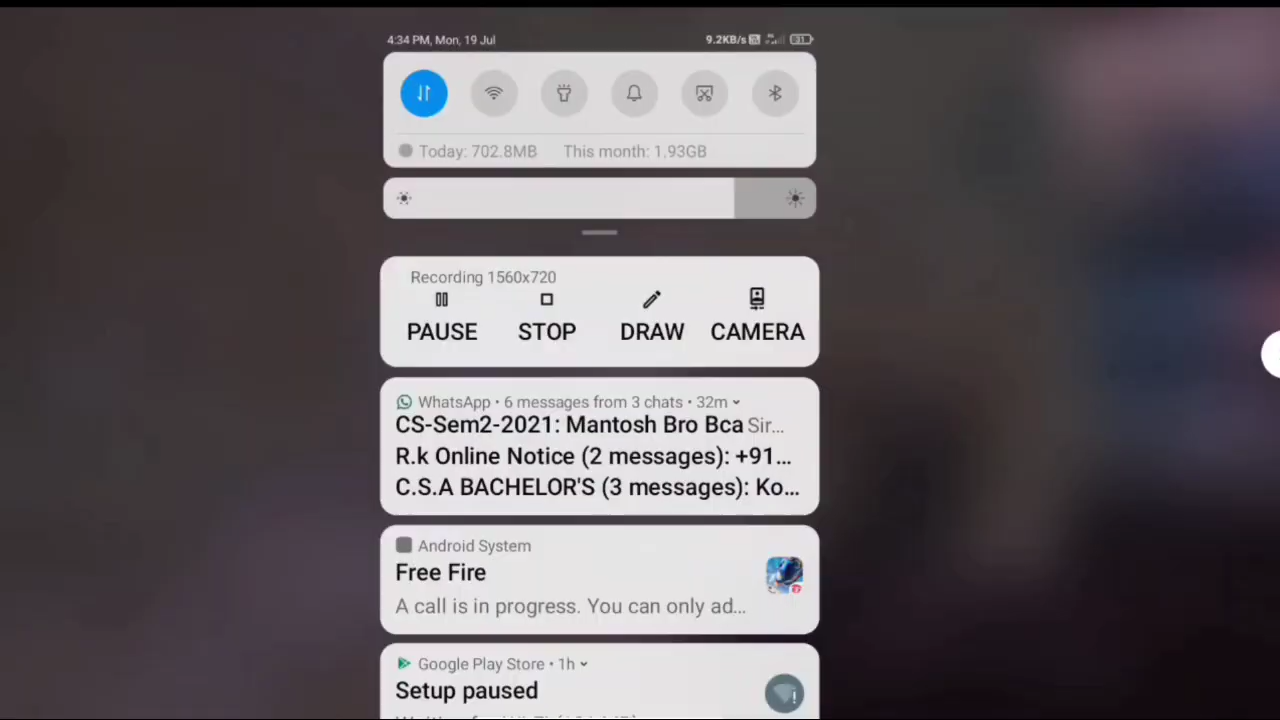 4:34 PM, Mon, 19 Jul
9.2KB/s
31
Today: 702.8MB This month: 1.93GB
Recording 1560x720
PAUSE STOP DRAW CAMERA
WhatsApp • 6 messages from 3 chats • 32m
CS-Sem2-2021: Mantosh Bro Bca Sir...
R.k Online Notice (2 messages): +91...
C.S.A BACHELOR'S (3 messages): Ko...
Android System
Free Fire
A call is in progress. You can only ad...
Google Play Store • 1h
Setup paused